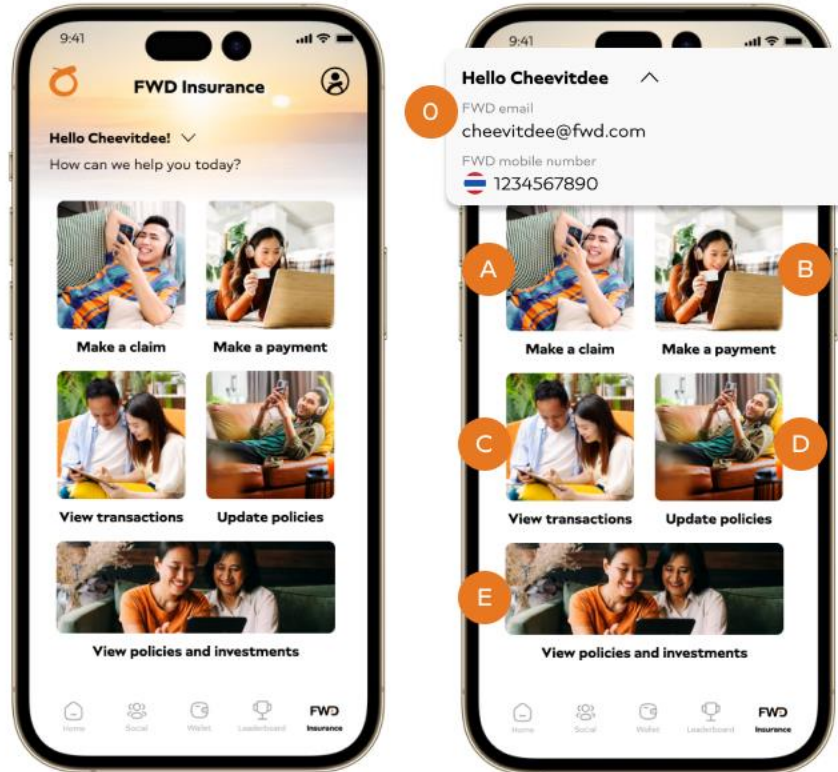 9:41
FWD Insurance
Hello Cheevitdee!
How can we help you today?
Make a claim
Make a payment
View transactions
Update policies
View policies and investments
Home
Social
Wallet
Leaderboard
FWD
Insurance
9:41
Hello Cheevitdee
0
FWD email
cheevitdee@fwd.com
FWD mobile number
1234567890
A
B
Make a claim
Make a payment
C
D
View transactions
Update policies
E
View policies and investments
Home
Social
Wallet
Leaderboard
FWD
Insurance